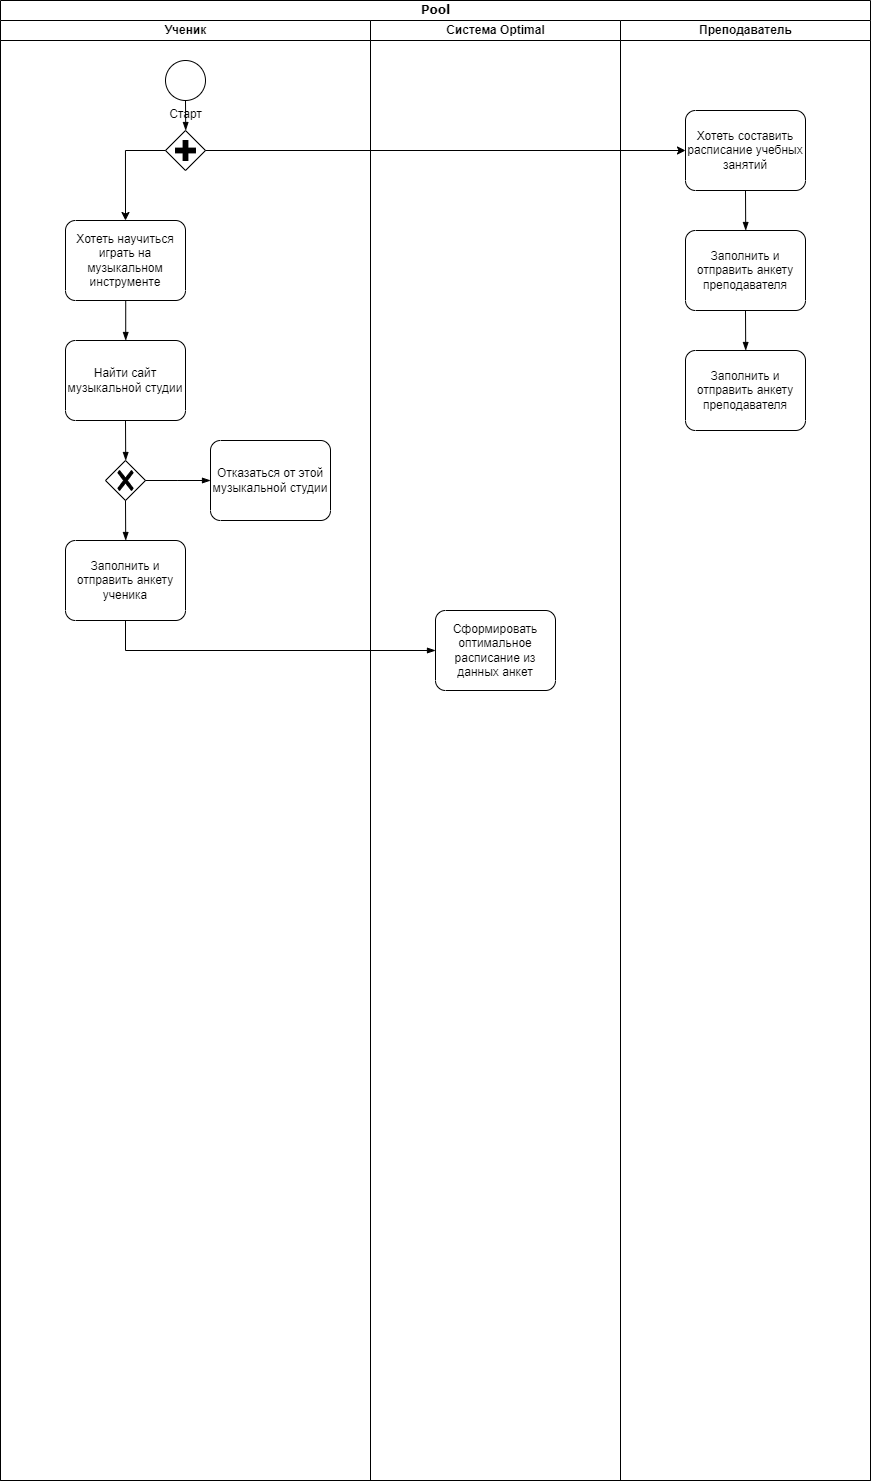 Pool
Ученик
Система Optimal
Преподаватель
Старт
Хотеть составить
расписание учебных
занятий
Хотеть научиться
играть на
музыкальном
инструменте
Заполнить и
отправить анкету
преподавателя
Найти сайт
музыкальной студии
Заполнить и
отправить анкету
преподавателя
Отказаться от этой
музыкальной студии
Заполнить и
отправить анкету
ученика
Сформировать
оптимальное
расписание из
данных анкет